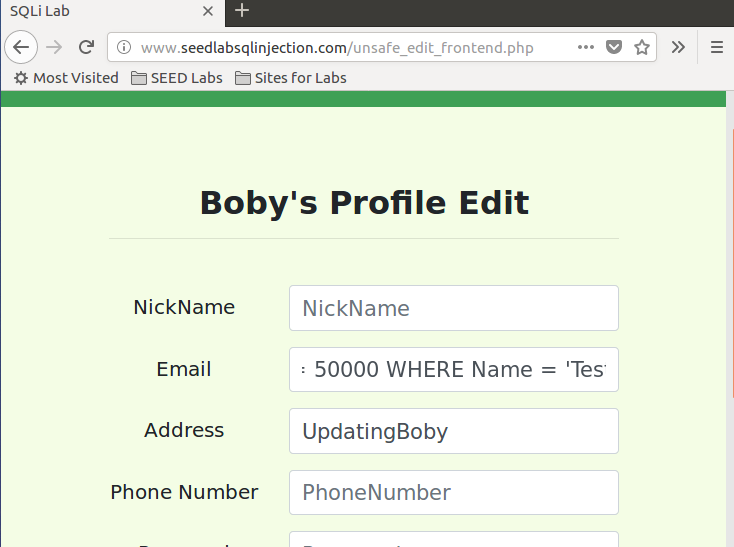 SQLi Lab
www.seedlabsqlinjection.com/unsafe_edit_frontend.php
Most Visited SEED Labs Sites for Labs
Boby's Profile Edit
NickName NickName
Email = 50000 WHERE Name = 'Test
Address UpdatingBoby
Phone Number PhoneNumber